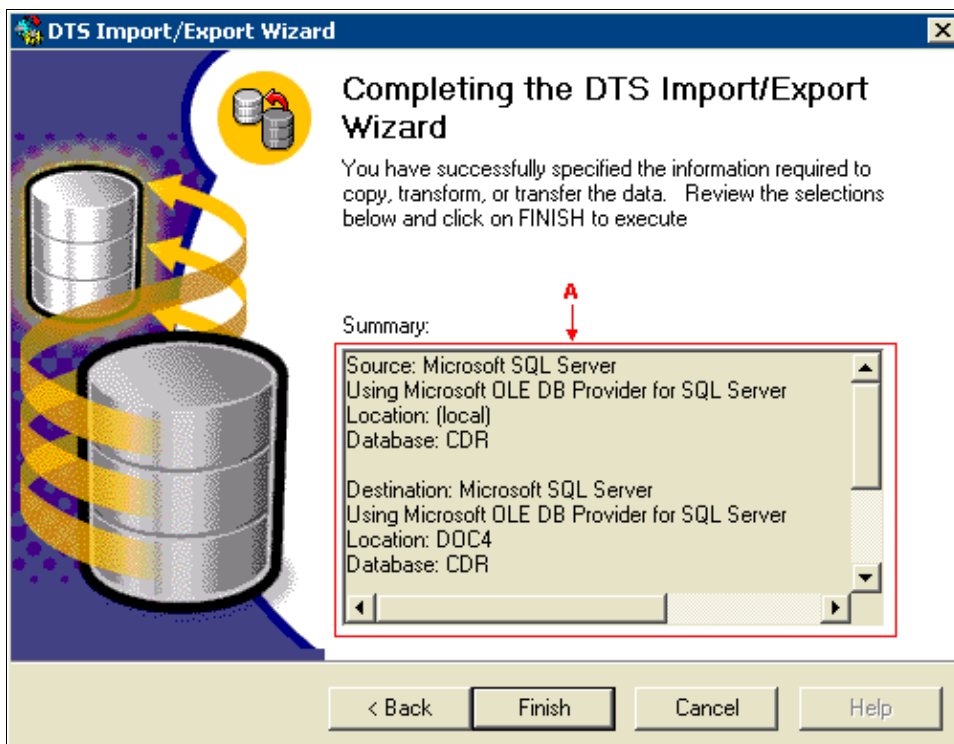 DTS Import/Export Wizard
Completing the DTS Import/Export
Wizard
You have successfully specified the information required to
copy, transform, or transfer the data.   Review the selections
below and click on FINISH to execute
A
Summary:
Source: Microsoft SQL Server
Using Microsoft OLE DB Provider for SQL Server
Location: (local)
Database: CDR
Destination: Microsoft SQL Server
Using Microsoft OLE DB Provider for SQL Server
Location: DOC4
Database: CDR
< Back
Finish
Cancel
Help